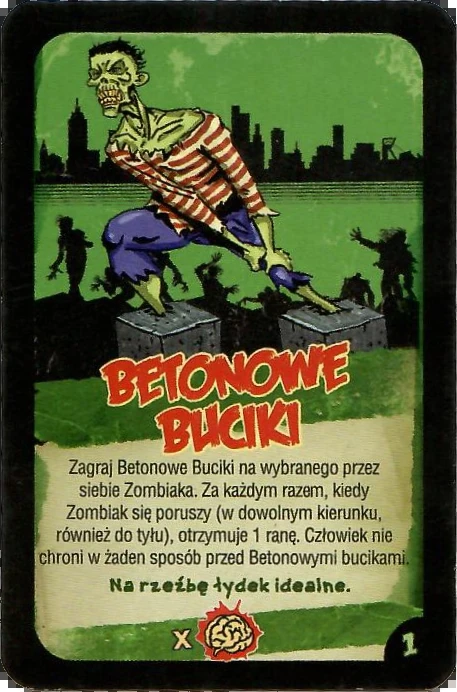 BETONOWE
BUCIKI
Zagraj Betonowe Buciki na wybranego przez
siebie Zombiaka. Za każdym razem, kiedy
Zombiak się poruszy (w dowolnym kierunku,
również do tyłu), otrzymuje 1 ranę. Człowiek nie
chroni w żaden sposób przed Betonowymi bucikami.
Na rzeźbę łydek idealne.
X
1